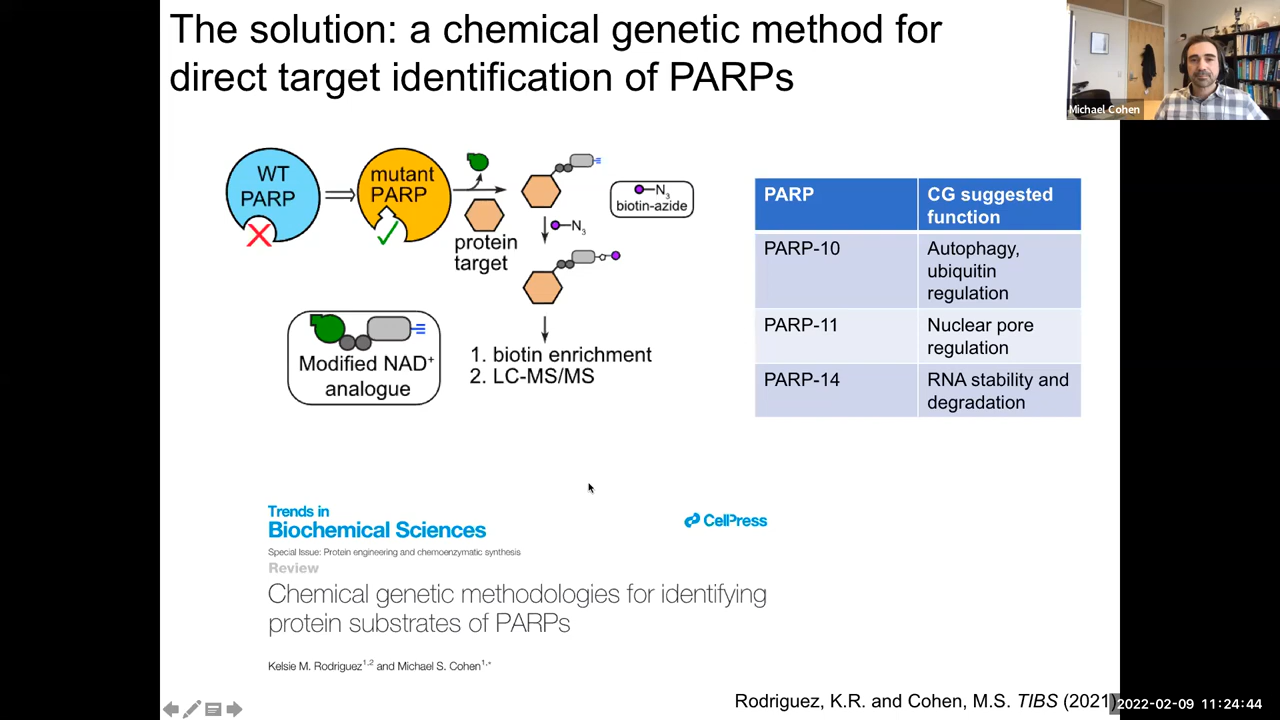 The solution: a chemical genetic method for
direct target identification of PARPs
Michael Cohen
WT
PARP
mutant
PARP
protein
target
N3
biotin-azide
N3
Modified NAD+
analogue
1. biotin enrichment
2. LC-MS/MS
PARP
CG suggested
function
PARP-10
Autophagy,
ubiquitin
regulation
PARP-11
Nuclear pore
regulation
PARP-14
RNA stability and
degradation
Trends in
Biochemical Sciences
CellPress
Special Issue: Protein engineering and chemoenzymatic synthesis
Review
Chemical genetic methodologies for identifying
protein substrates of PARPs
Kelsie M. Rodriguez1,2 and Michael S. Cohen1,*
Rodriguez, K.R. and Cohen, M.S. TIBS (2021)
2022-02-09 11:24:44